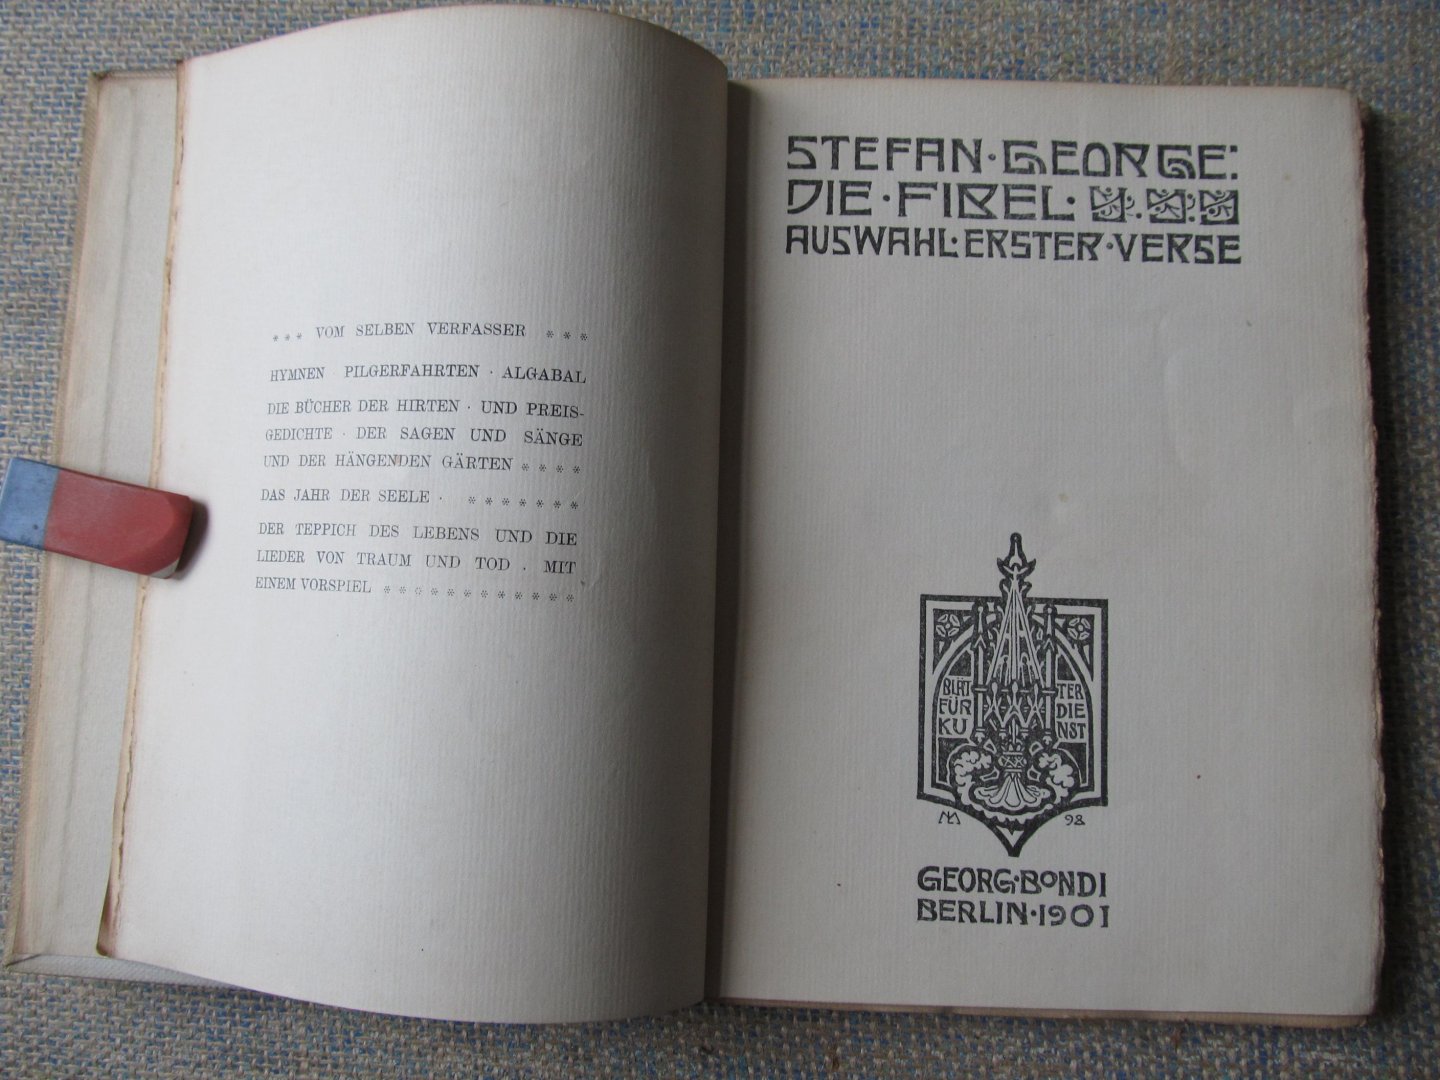 * * * VOM SELBEN VERFASSER * * *
HYMNEN · PILGERFAHRTEN · ALGABAL
DIE BÜCHER DER HIRTEN · UND PREIS-
GEDICHTE · DER SAGEN UND SÄNGE
UND DER HÄNGENDEN GÄRTEN * * * *
DAS JAHR DER SEELE · * * * * * * *
DER TEPPICH DES LEBENS UND DIE
LIEDER VON TRAUM UND TOD · MIT
EINEM VORSPIEL * * * * * * * * * * * *
STEFAN · GEORGE:
DIE · FIBEL ·
AUSWAHL · ERSTER · VERSE
BLÄT TER
FÜR DIE
KU NST
ML 98
GEORG · BONDI
BERLIN · 1901